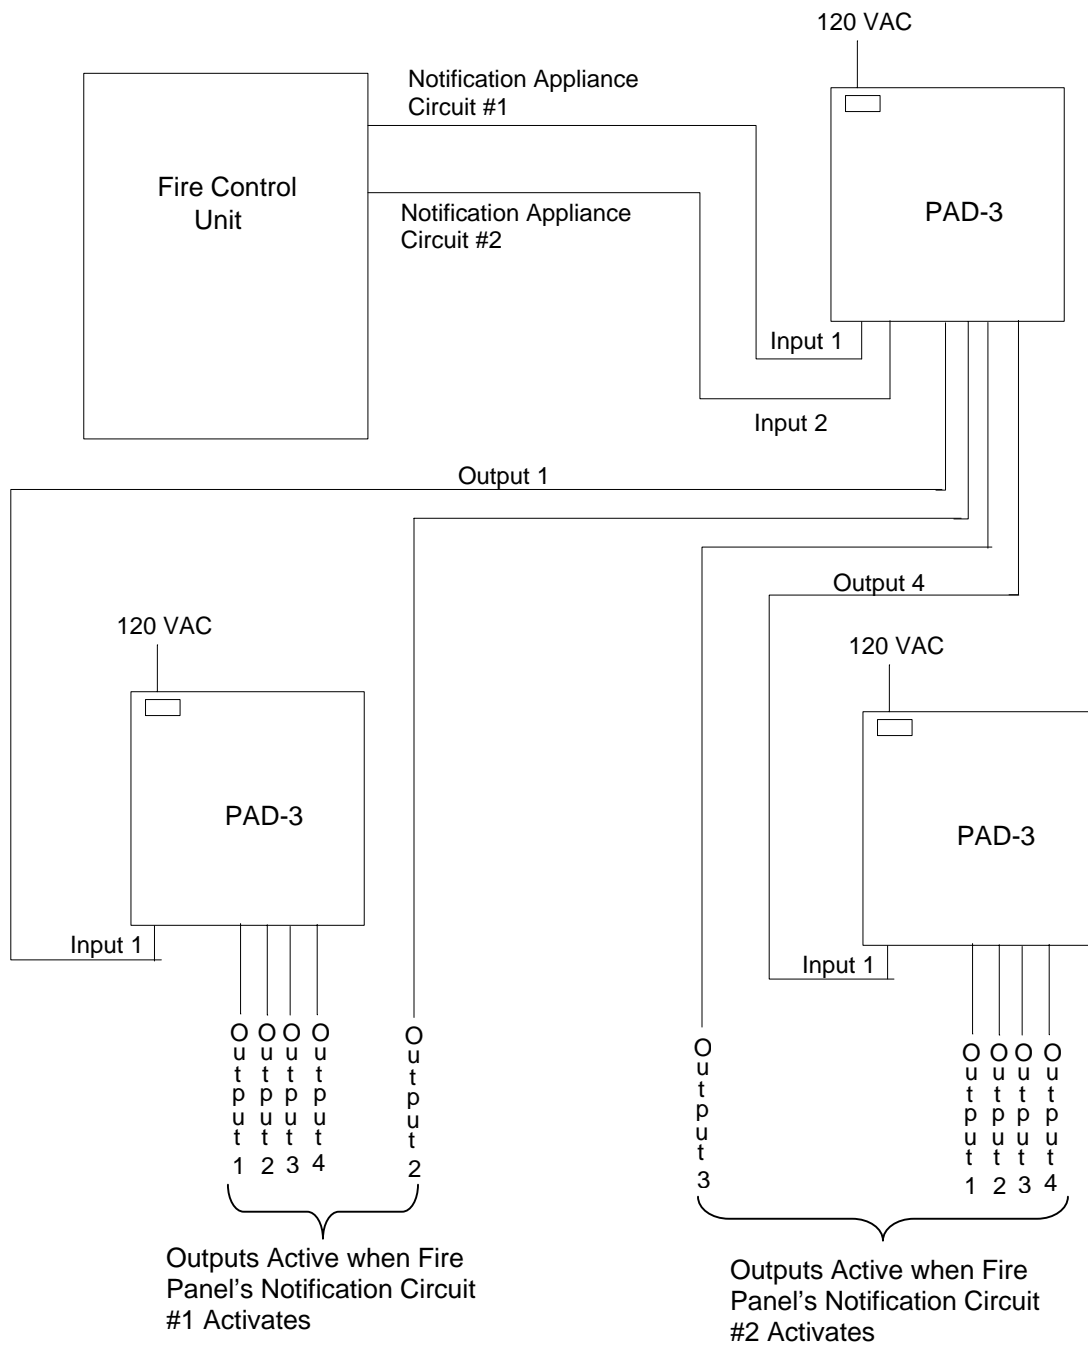 120 VAC
Notification Appliance
Circuit #1
Fire Control
Unit
PAD-3
Notification Appliance
Circuit #2
Input 1
Input 2
Output 1
Output 4
120 VAC
120 VAC
PAD-3
PAD-3
Input 1
Input 1
Output 1
Output 2
Output 3
Output 4
Output 2
Output 3
Output 1
Output 2
Output 3
Output 4
Outputs Active when Fire
Panel’s Notification Circuit
#1 Activates
Outputs Active when Fire
Panel’s Notification Circuit
#2 Activates